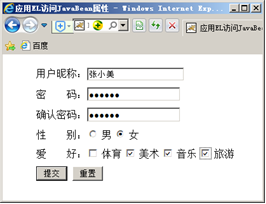 应用EL访问JavaBean属性 - Windows Internet Exp...
应用EL访问JavaBean
百度
用户昵称: 张小美
密 码: ●●●●●●
确认密码: ●●●●●●
性 别: 男 女
爱 好: 体育 美术 音乐 旅游
提交 重置